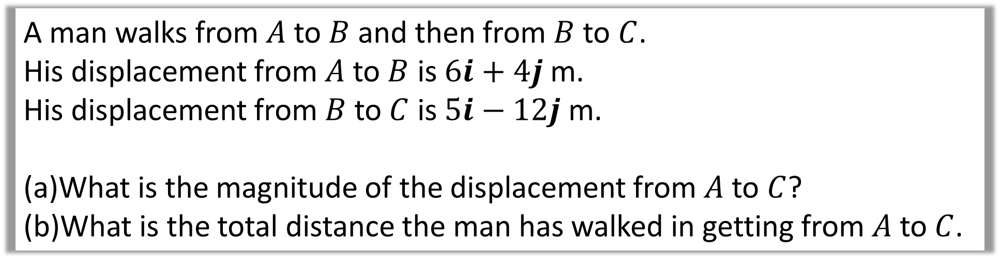 A man walks from A to B and then from B to C.
His displacement from A to B is 6i + 4j m.
His displacement from B to C is 5i − 12j m.
(a)What is the magnitude of the displacement from A to C?
(b)What is the total distance the man has walked in getting from A to C.